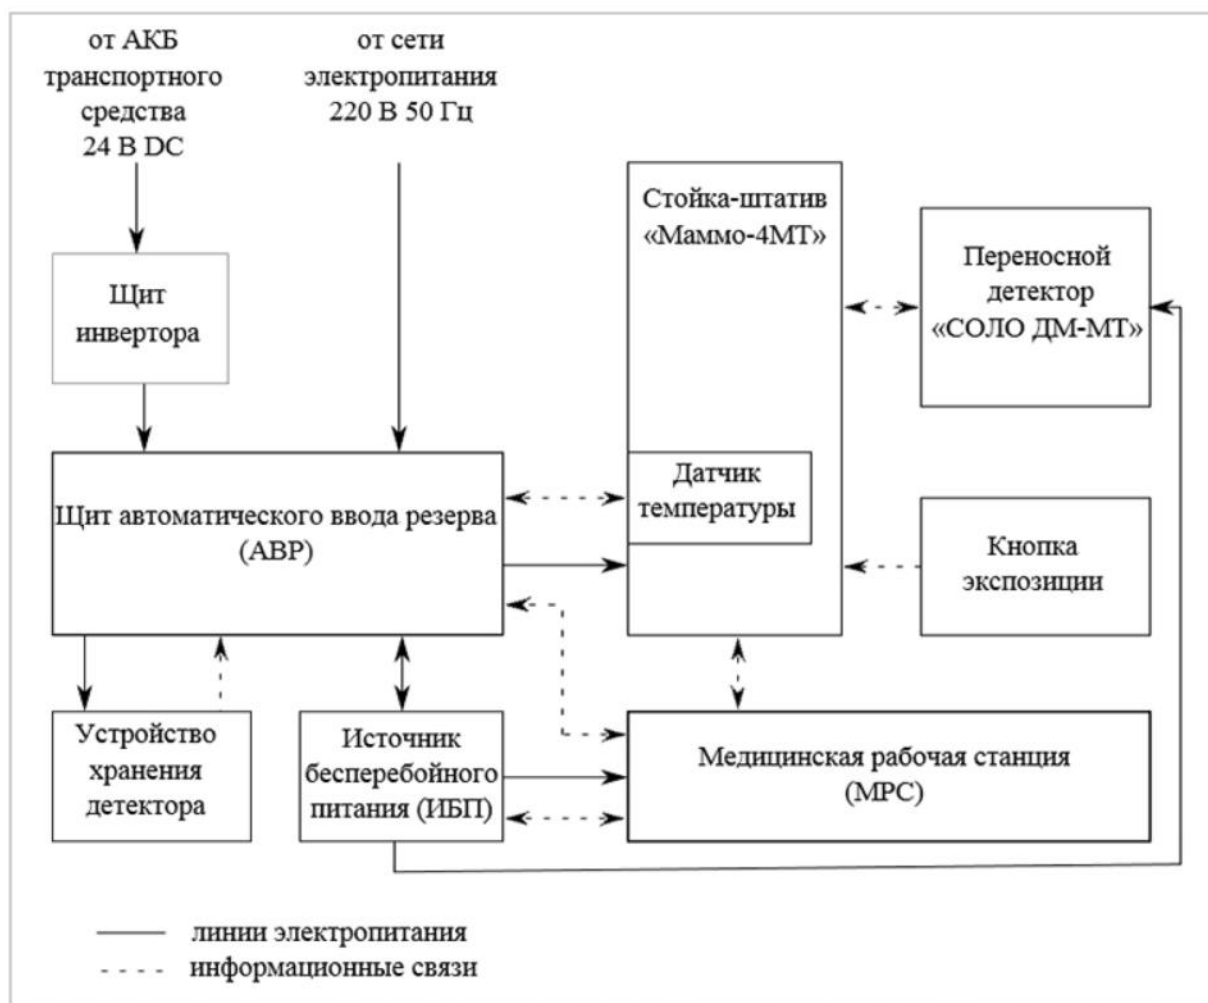 от АКБ
транспортного
средства
24 В DC
от сети
электропитания
220 В 50 Гц
Стойка-штатив
«Маммо-4МТ»
Переносной
детектор
«СОЛО ДМ-МТ»
Щит
инвертора
Датчик
температуры
Щит автоматического ввода резерва
(АВР)
Кнопка
экспозиции
Устройство
хранения
детектора
Источник
бесперебойного
питания (ИБП)
Медицинская рабочая станция
(МРС)
линии электропитания
информационные связи